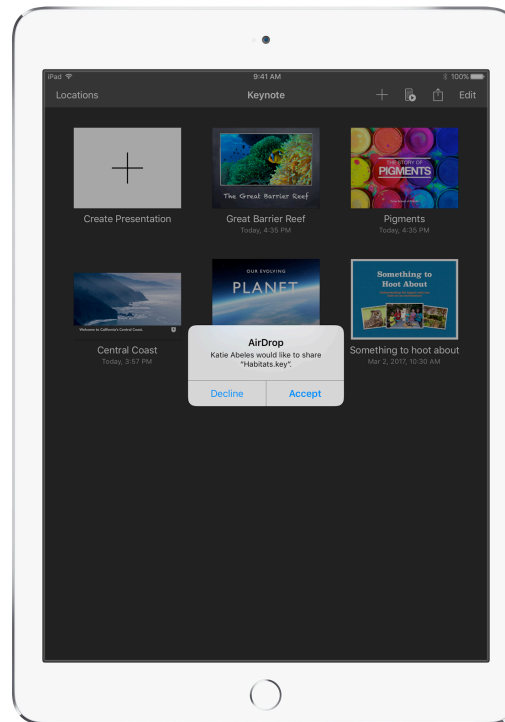 iPad 9:41 AM 100%
Locations Keynote Edit
The Great Barrier Reef
THE STORY OF
PIGMENTS
Create Presentation Great Barrier Reef Pigments
Today, 4:35 PM Today, 4:35 PM
Welcome to California's Central Coast.
OUR EVOLVING
PLANET
Something to
Hoot About
Central Coast Something to hoot about
Today, 3:57 PM Mar 2, 2017, 10:30 AM
AirDrop
Katie Abeles would like to share
“Habitats.key”.
Decline Accept